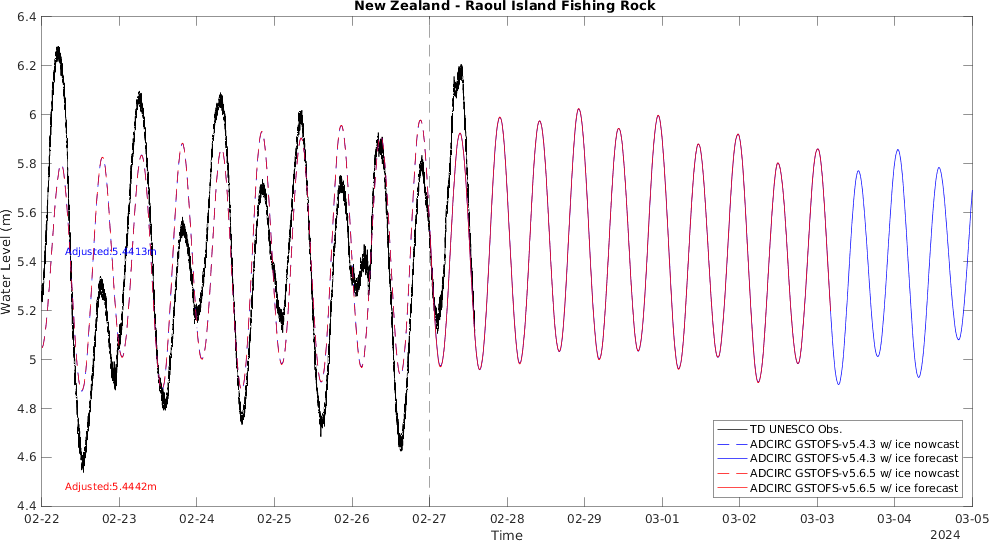 New Zealand - Raoul Island Fishing Rock
6.4
6.2
6
5.8
5.6
5.4
5.2
5
4.8
4.6
4.4
Water Level (m)
Adjusted:5.4413m
Adjusted:5.4442m
TD UNESCO Obs.
ADCIRC GSTOFS-v5.4.3 w/ ice nowcast
ADCIRC GSTOFS-v5.4.3 w/ ice forecast
ADCIRC GSTOFS-v5.6.5 w/ ice nowcast
ADCIRC GSTOFS-v5.6.5 w/ ice forecast
02-22 02-23 02-24 02-25 02-26 02-27 02-28 02-29 03-01 03-02 03-03 03-04 03-05
Time
2024